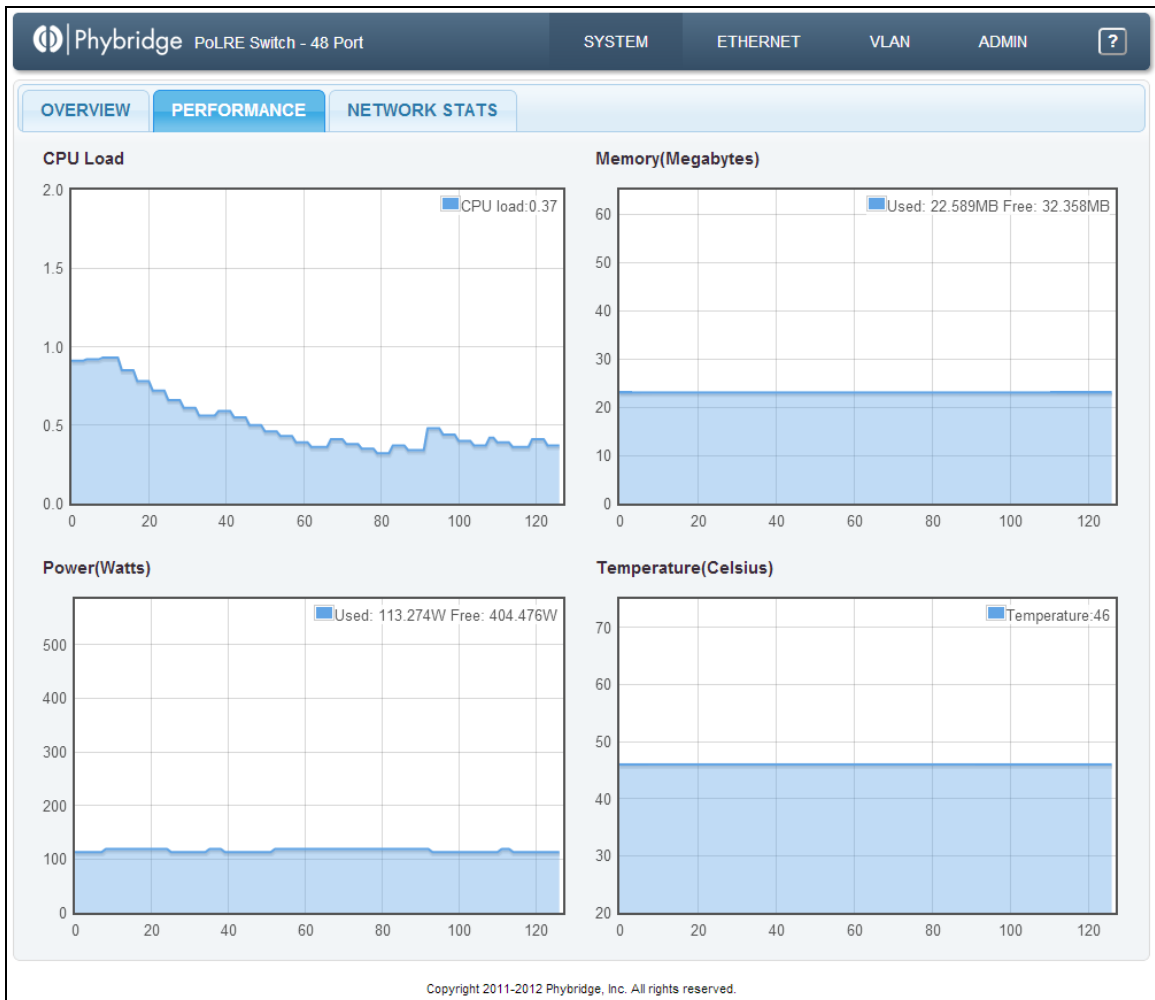 Phybridge PoLRE Switch - 48 Port SYSTEM ETHERNET VLAN ADMIN ?
OVERVIEW PERFORMANCE NETWORK STATS
CPU Load
2.0
1.5
1.0
0.5
0.0
CPU load:0.37
0 20 40 60 80 100 120
Memory(Megabytes)
60
50
40
30
20
10
0
Used: 22.589MB Free: 32.358MB
0 20 40 60 80 100 120
Power(Watts)
500
400
300
200
100
0
Used: 113.274W Free: 404.476W
0 20 40 60 80 100 120
Temperature(Celsius)
70
60
50
40
30
20
Temperature:46
0 20 40 60 80 100 120
Copyright 2011-2012 Phybridge, Inc. All rights reserved.